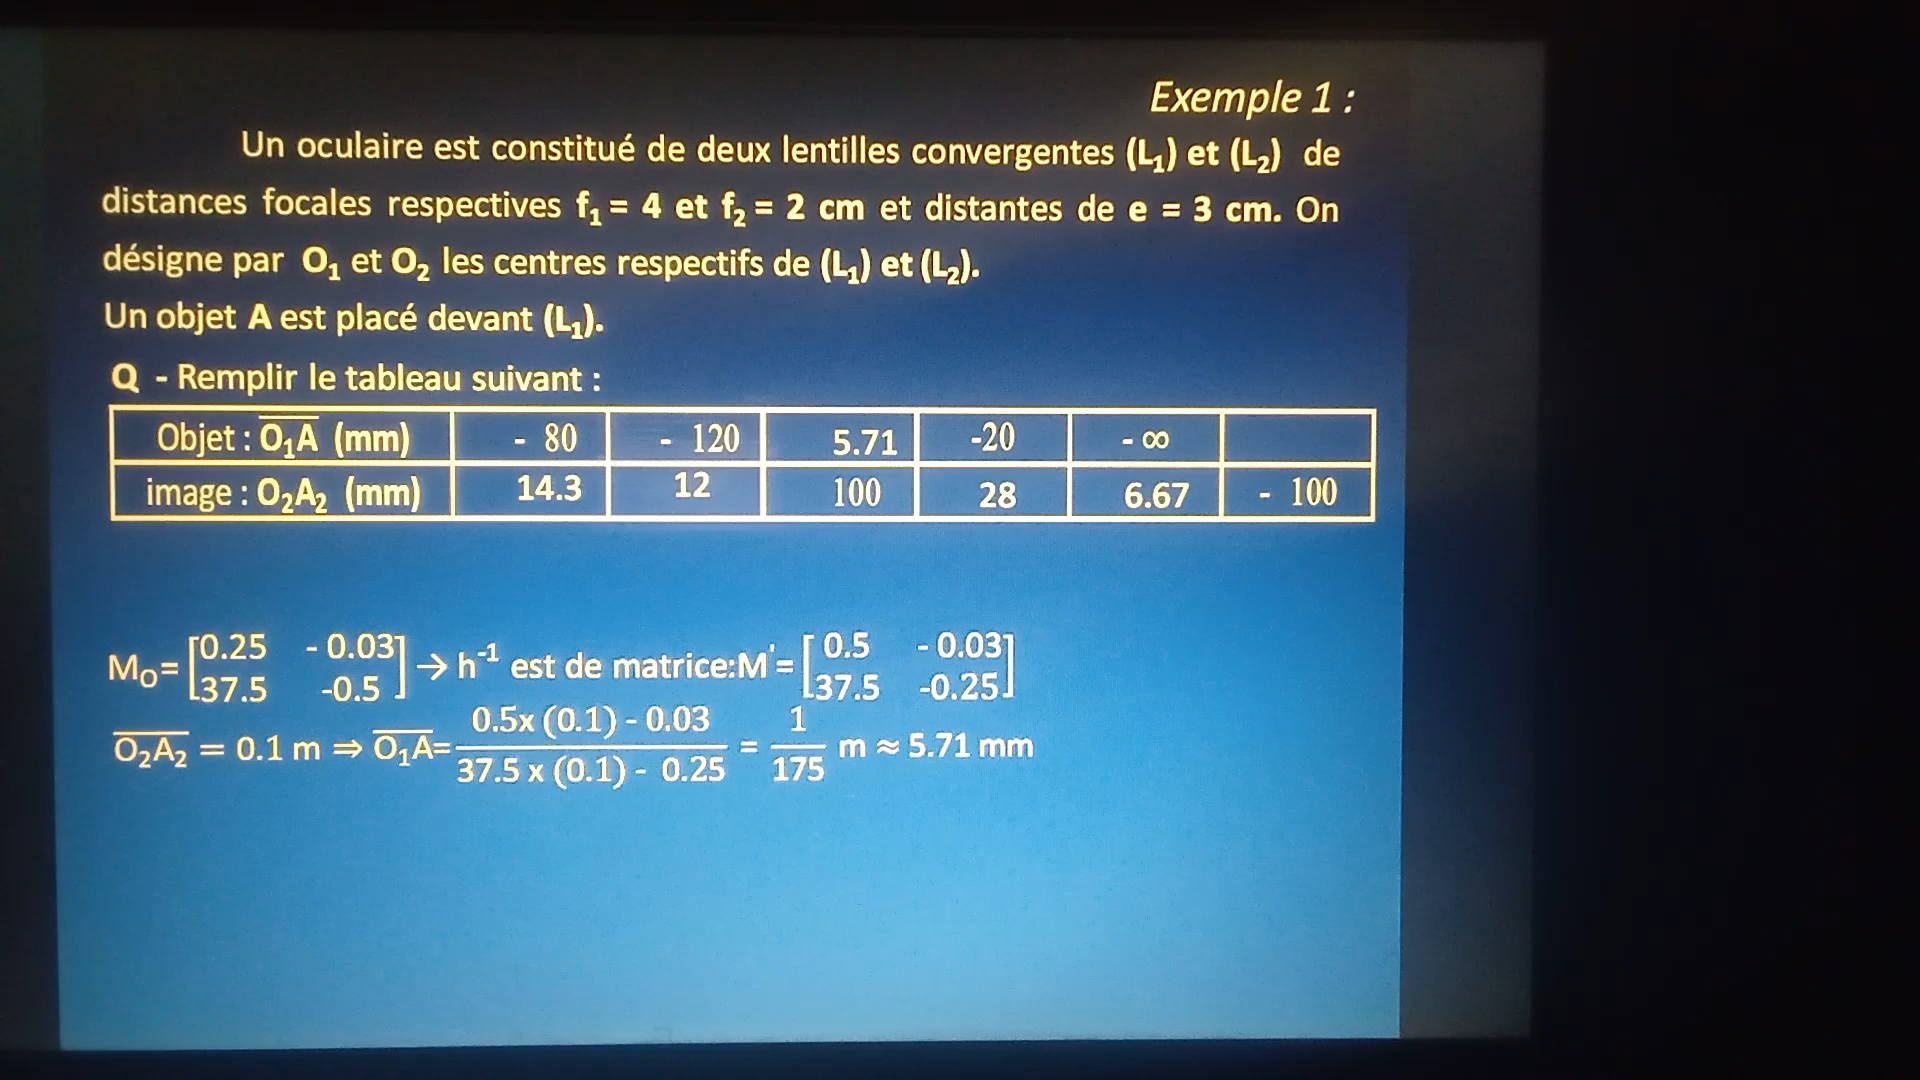 Exemple 1 :
Un oculaire est constitué de deux lentilles convergentes (L₁) et (L₂) de
distances focales respectives f₁ = 4 et f₂ = 2 cm et distantes de e = 3 cm. On
désigne par O₁ et O₂ les centres respectifs de (L₁) et (L₂).
Un objet A est placé devant (L₁).
Q - Remplir le tableau suivant :
Objet : O̅₁A̅ (mm) - 80 - 120 5.71 -20 - ∞
image : O₂A₂ (mm) 14.3 12 100 28 6.67 - 100
M_O = [0.25 - 0.03; 37.5 -0.5] → h⁻¹ est de matrice:M' = [0.5 - 0.03; 37.5 -0.25]
O̅₂A̅₂ = 0.1 m ⇒ O̅₁A̅ = (0.5x (0.1) - 0.03)/(37.5 x (0.1) - 0.25) = 1/175 m ≈ 5.71 mm